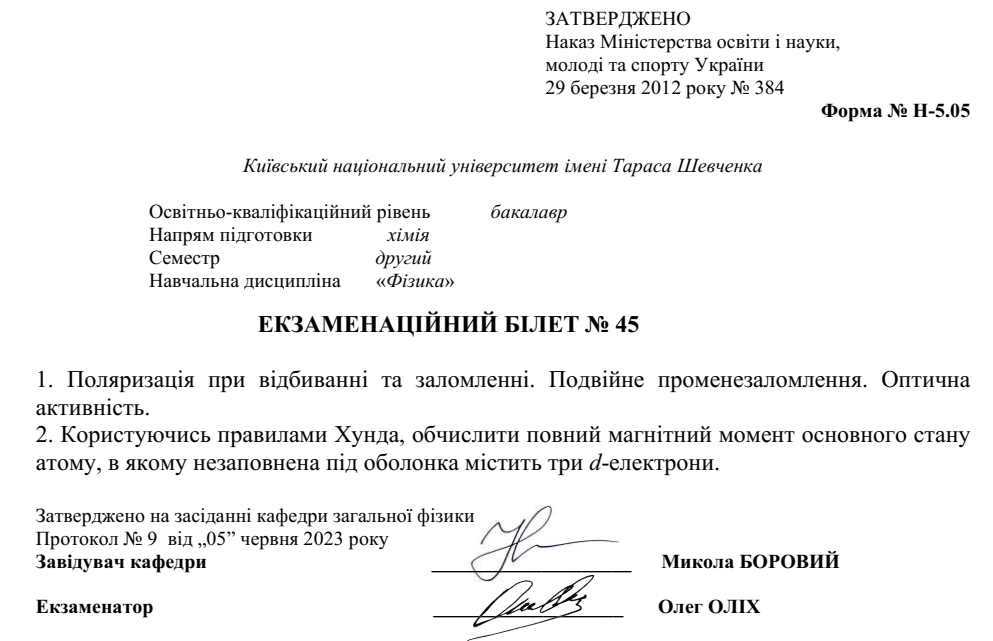 ЗАТВЕРДЖЕНО
Наказ Міністерства освіти і науки,
молоді та спорту України
29 березня 2012 року № 384
Форма № Н-5.05
Київський національний університет імені Тараса Шевченка
Освітньо-кваліфікаційний рівень бакалавр
Напрям підготовки хімія
Семестр другий
Навчальна дисципліна «Фізика»
ЕКЗАМЕНАЦІЙНИЙ БІЛЕТ № 45
1. Поляризація при відбиванні та заломленні. Подвійне променезаломлення. Оптична
активність.
2. Користуючись правилами Хунда, обчислити повний магнітний момент основного стану
атому, в якому незаповнена під оболонка містить три d-електрони.
Затверджено на засіданні кафедри загальної фізики
Протокол № 9 від „05” червня 2023 року
Завідувач кафедри Микола БОРОВИЙ
Екзаменатор Олег ОЛІХ